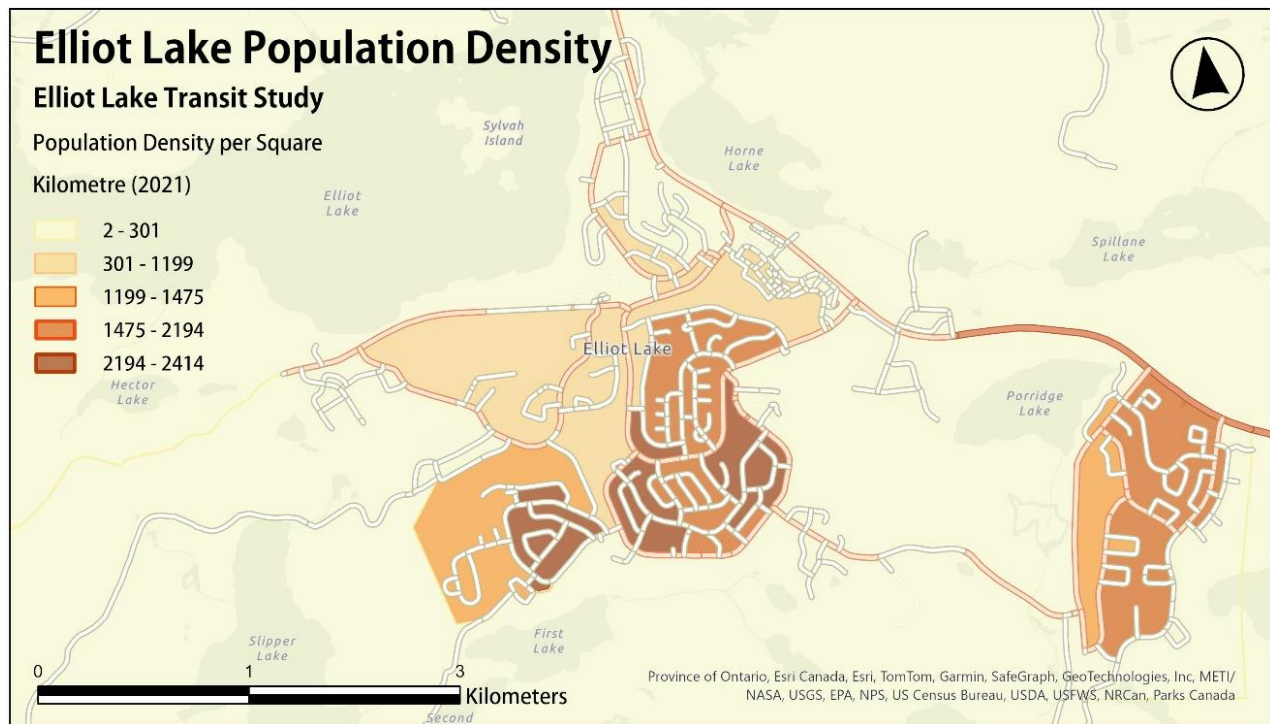 Elliot Lake Population Density
Elliot Lake Transit Study
Population Density per Square
Kilometre (2021)
2 - 301
301 - 1199
1199 - 1475
1475 - 2194
2194 - 2414
Sylvah
Island
Horne
Lake
Elliot
Lake
Spillane
Lake
Elliot Lake
Hector
Lake
Porridge
Lake
Slipper
Lake
First
Lake
0 1 3
Kilometers
Second
Province of Ontario, Esri Canada, Esri, TomTom, Garmin, SafeGraph, GeoTechnologies, Inc, METI/
NASA, USGS, EPA, NPS, US Census Bureau, USDA, USFWS, NRCan, Parks Canada